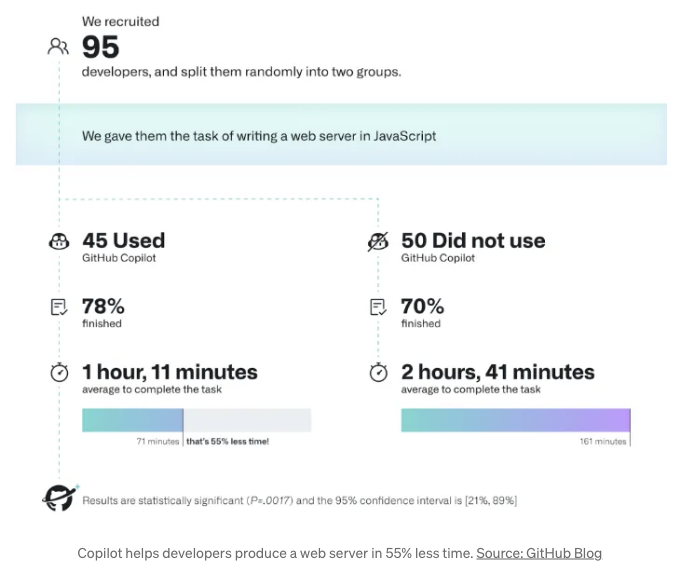 We recruited
95
developers, and split them randomly into two groups.
We gave them the task of writing a web server in JavaScript
45 Used
GitHub Copilot
78%
finished
1 hour, 11 minutes
average to complete the task
71 minutes that's 55% less time!
50 Did not use
GitHub Copilot
70%
finished
2 hours, 41 minutes
average to complete the task
161 minutes
Results are statistically significant (P=.0017) and the 95% confidence interval is [21%, 89%]
Copilot helps developers produce a web server in 55% less time. Source: GitHub Blog